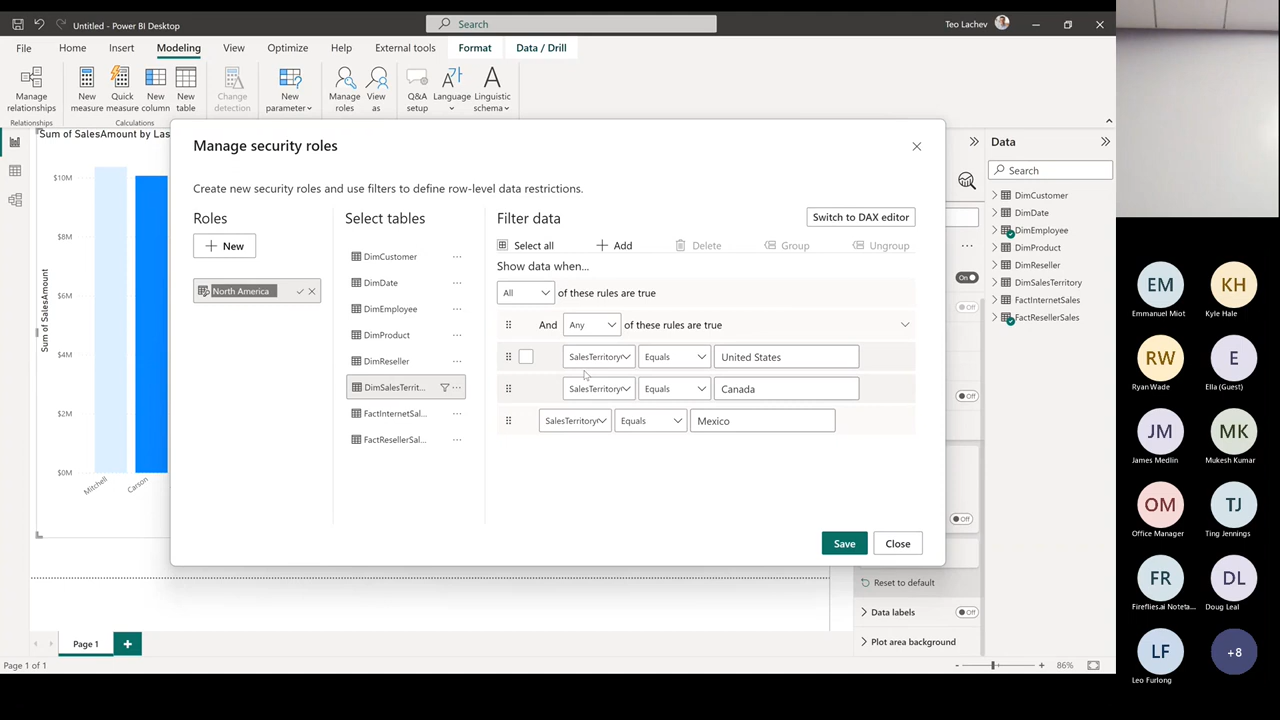 Untitled - Power BI Desktop
Search
Teo Lachev
File Home Insert Modeling View Optimize Help External tools Format Data / Drill
Manage relationships
New measure
Quick measure
New column
New table
Change detection
New parameter
Manage roles
View as
Q&A setup
Language
Linguistic schema
Relationships
Calculations
Sum of SalesAmount by Las
$10M
$8M
$6M
$4M
$2M
$0M
SalesAmount
Sum of SalesAmount
Mitchell
Carson
Manage security roles
Create new security roles and use filters to define row-level data restrictions.
Roles
New
North America
Select tables
DimCustomer ...
DimDate ...
DimEmployee ...
DimProduct ...
DimReseller ...
DimSalesTerrit... ...
FactInternetSal... ...
FactResellerSal... ...
Filter data
Switch to DAX editor
Select all Add Delete Group Ungroup
Show data when...
All of these rules are true
And Any of these rules are true
SalesTerritory Equals United States
SalesTerritory Equals Canada
SalesTerritory Equals Mexico
Save Close
On
Off
Off
Reset to default
Data labels Off
Plot area background
Data
Search
DimCustomer
DimDate
DimEmployee
DimProduct
DimReseller
DimSalesTerritory
FactInternetSales
FactResellerSales
Page 1
Page 1 of 1
86%
EM
Emmanuel Miot
KH
Kyle Hale
RW
Ryan Wade
E
Ella (Guest)
JM
James Medlin
MK
Mukesh Kumar
OM
Office Manager
TJ
Ting Jennings
FR
Fireflies.ai Noteta...
DL
Doug Leal
LF
Leo Furlong
+8